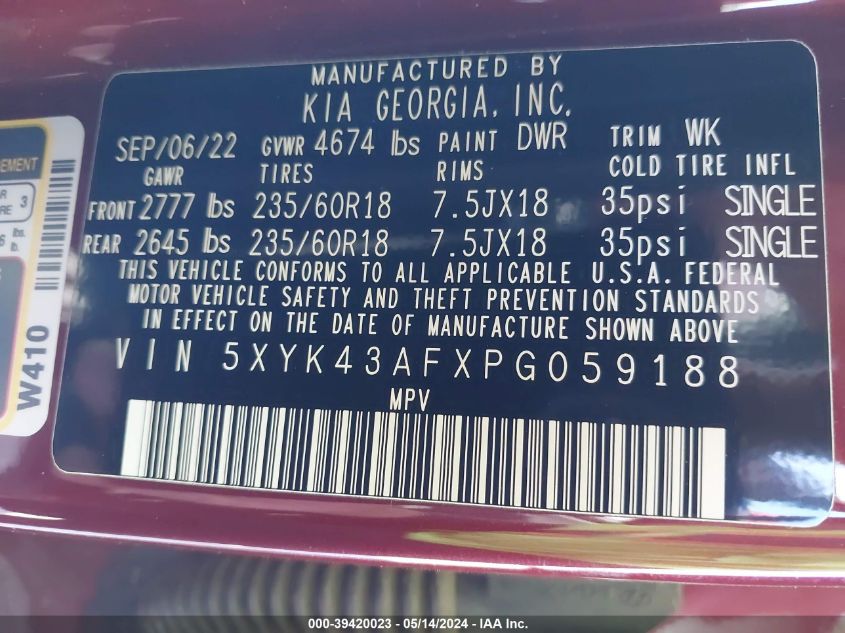 MANUFACTURED BY
KIA GEORGIA, INC.
SEP/06/22 GVWR 4674 lbs PAINT DWR TRIM WK
GAWR TIRES RIMS COLD TIRE INFL
FRONT 2777 lbs 235/60R18 7.5JX18 35psi SINGLE
REAR 2645 lbs 235/60R18 7.5JX18 35psi SINGLE
THIS VEHICLE CONFORMS TO ALL APPLICABLE U.S.A. FEDERAL
MOTOR VEHICLE SAFETY AND THEFT PREVENTION STANDARDS
IN EFFECT ON THE DATE OF MANUFACTURE SHOWN ABOVE
VIN 5XYK43AFXPG059188
MPV
W410
3
lbs.
000-39420023 / 05/14/2024 / IAA Inc.